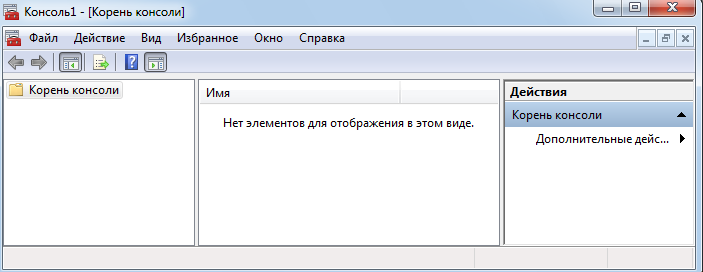 Консоль1 - [Корень консоли]
Файл Действие Вид Избранное Окно Справка
Корень консоли
Имя
Нет элементов для отображения в этом виде.
Действия
Корень консоли
Дополнительные дейс...